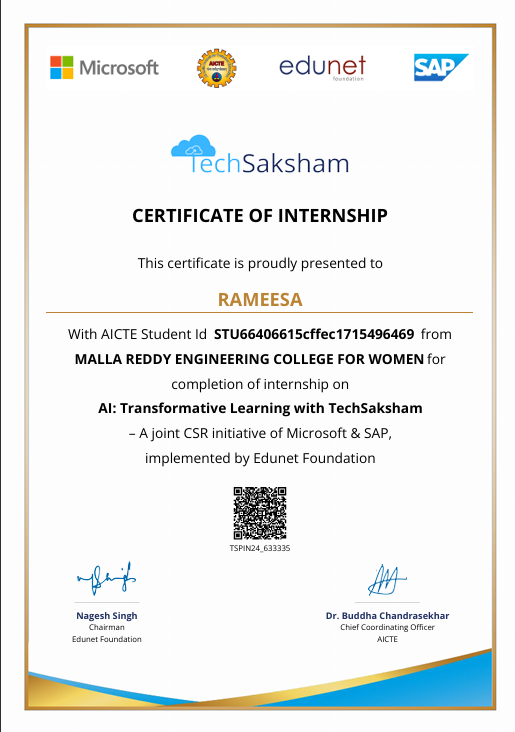 Microsoft
AICTE
edunet
foundation
SAP
TechSaksham
CERTIFICATE OF INTERNSHIP
This certificate is proudly presented to
RAMEESA
With AICTE Student Id STU66406615cffec1715496469 from
MALLA REDDY ENGINEERING COLLEGE FOR WOMEN for
completion of internship on
AI: Transformative Learning with TechSaksham
– A joint CSR initiative of Microsoft & SAP,
implemented by Edunet Foundation
TSPIN24_633335
Nagesh Singh
Chairman
Edunet Foundation
Dr. Buddha Chandrasekhar
Chief Coordinating Officer
AICTE